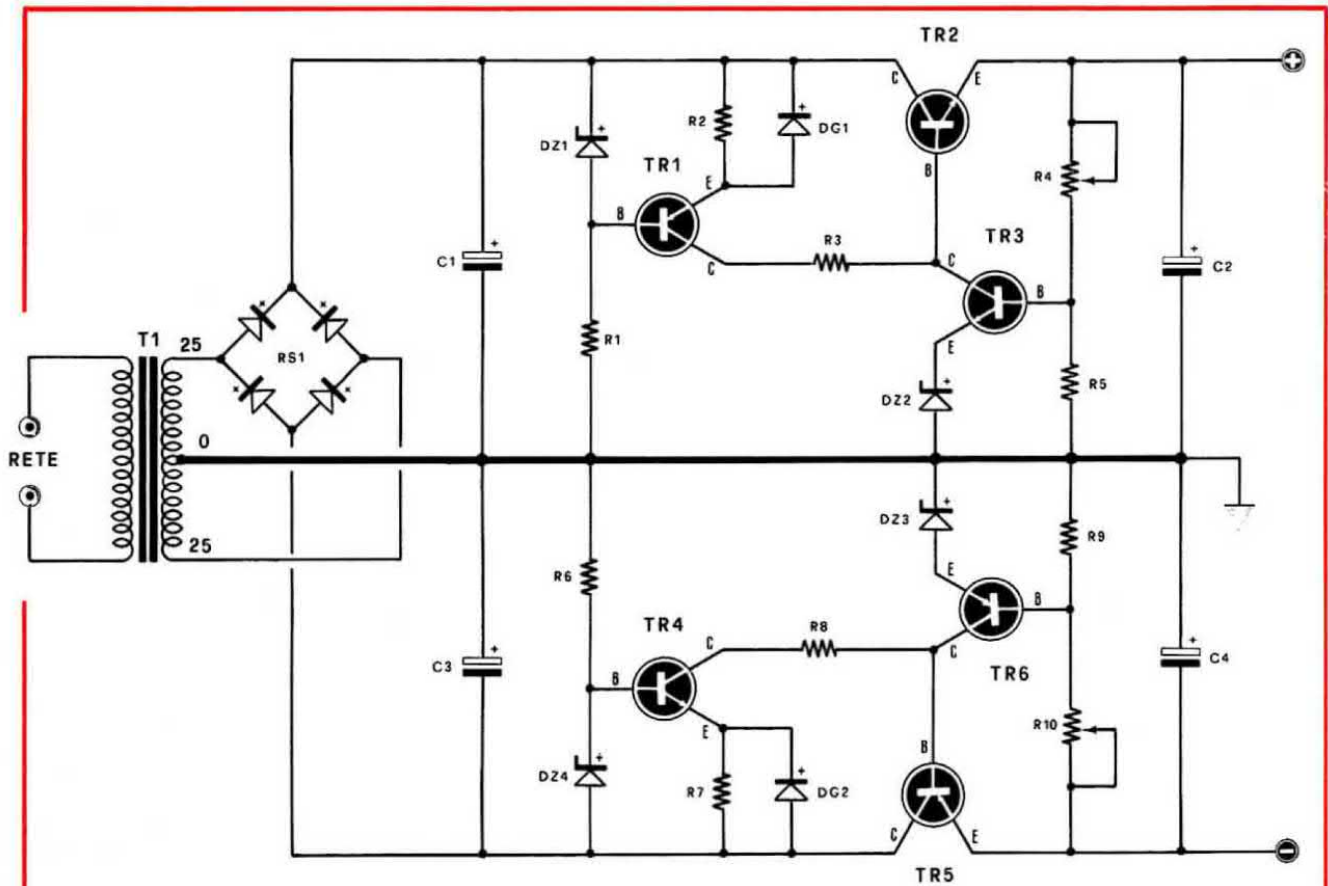 TR2
C
E
+
+
+
R2
DG1
DZ1
TR1
B
R4
E
B
TR3
R3
C
C
B
C1
+
C2
+
T1
25
RS1
R1
E
DZ2
+
R5
0
RETE
25
DZ3
+
R9
R6
E
TR4
R8
B
C
C3
+
B
C
TR6
C4
+
E
B
R10
DZ4
+
R7
+
DG2
C
E
TR5